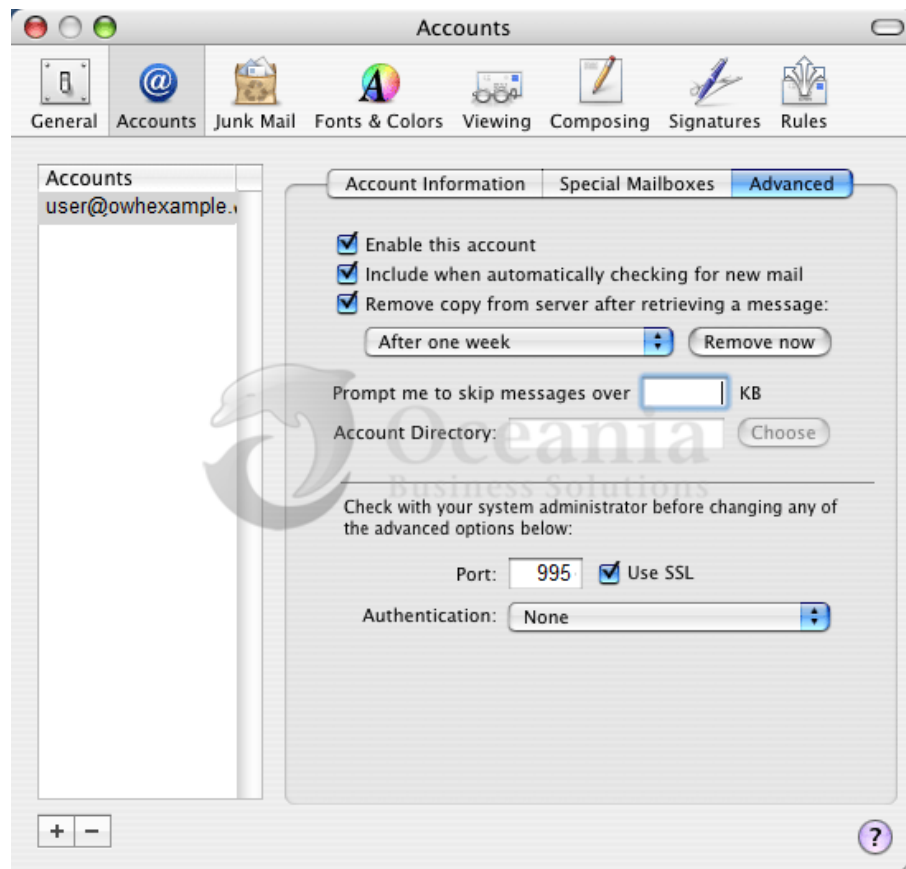 Accounts
General Accounts Junk Mail Fonts & Colors Viewing Composing Signatures Rules
Accounts
user@owhexample.
Account Information Special Mailboxes Advanced
Enable this account
Include when automatically checking for new mail
Remove copy from server after retrieving a message:
After one week Remove now
Prompt me to skip messages over KB
Account Directory: Choose
Oceania
Business Solutions
Check with your system administrator before changing any of
the advanced options below:
Port: 995 Use SSL
Authentication: None
+ − ?